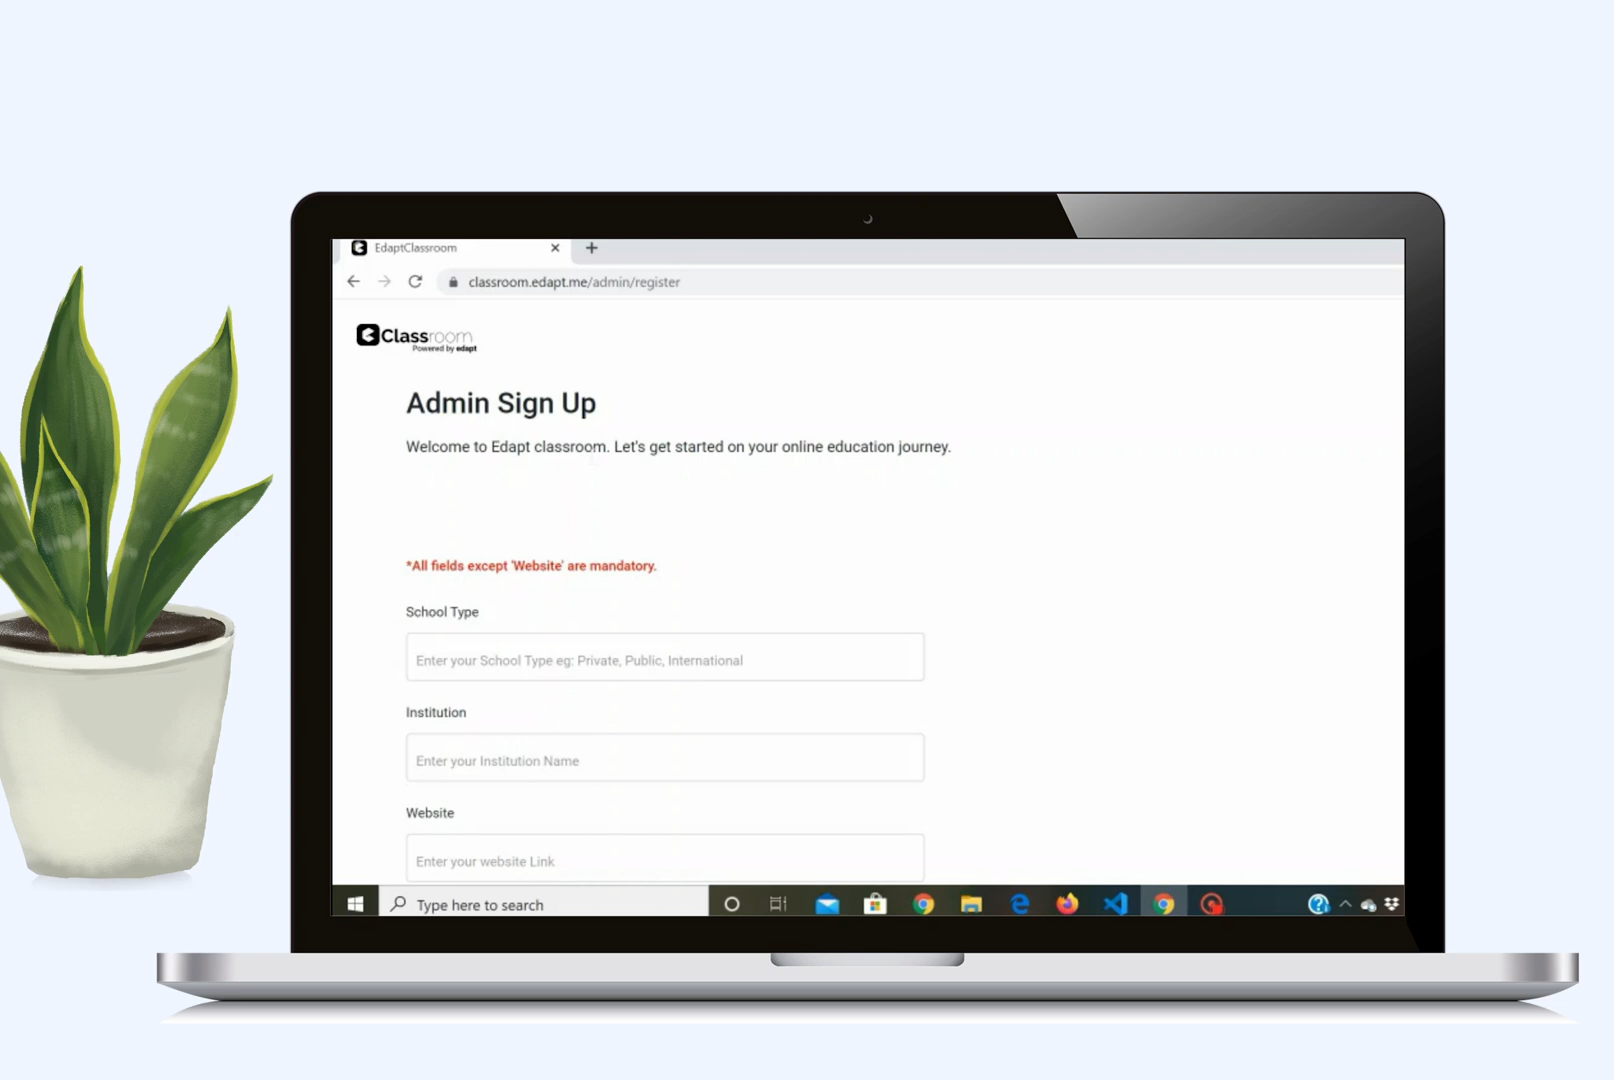 EdaptClassroom
classroom.edapt.me/admin/register
Classroom
Powered by edapt
Admin Sign Up
Welcome to Edapt classroom. Let's get started on your online education journey.
*All fields except 'Website' are mandatory.
School Type
Enter your School Type eg: Private, Public, International
Institution
Enter your Institution Name
Website
Enter your website Link
Type here to search